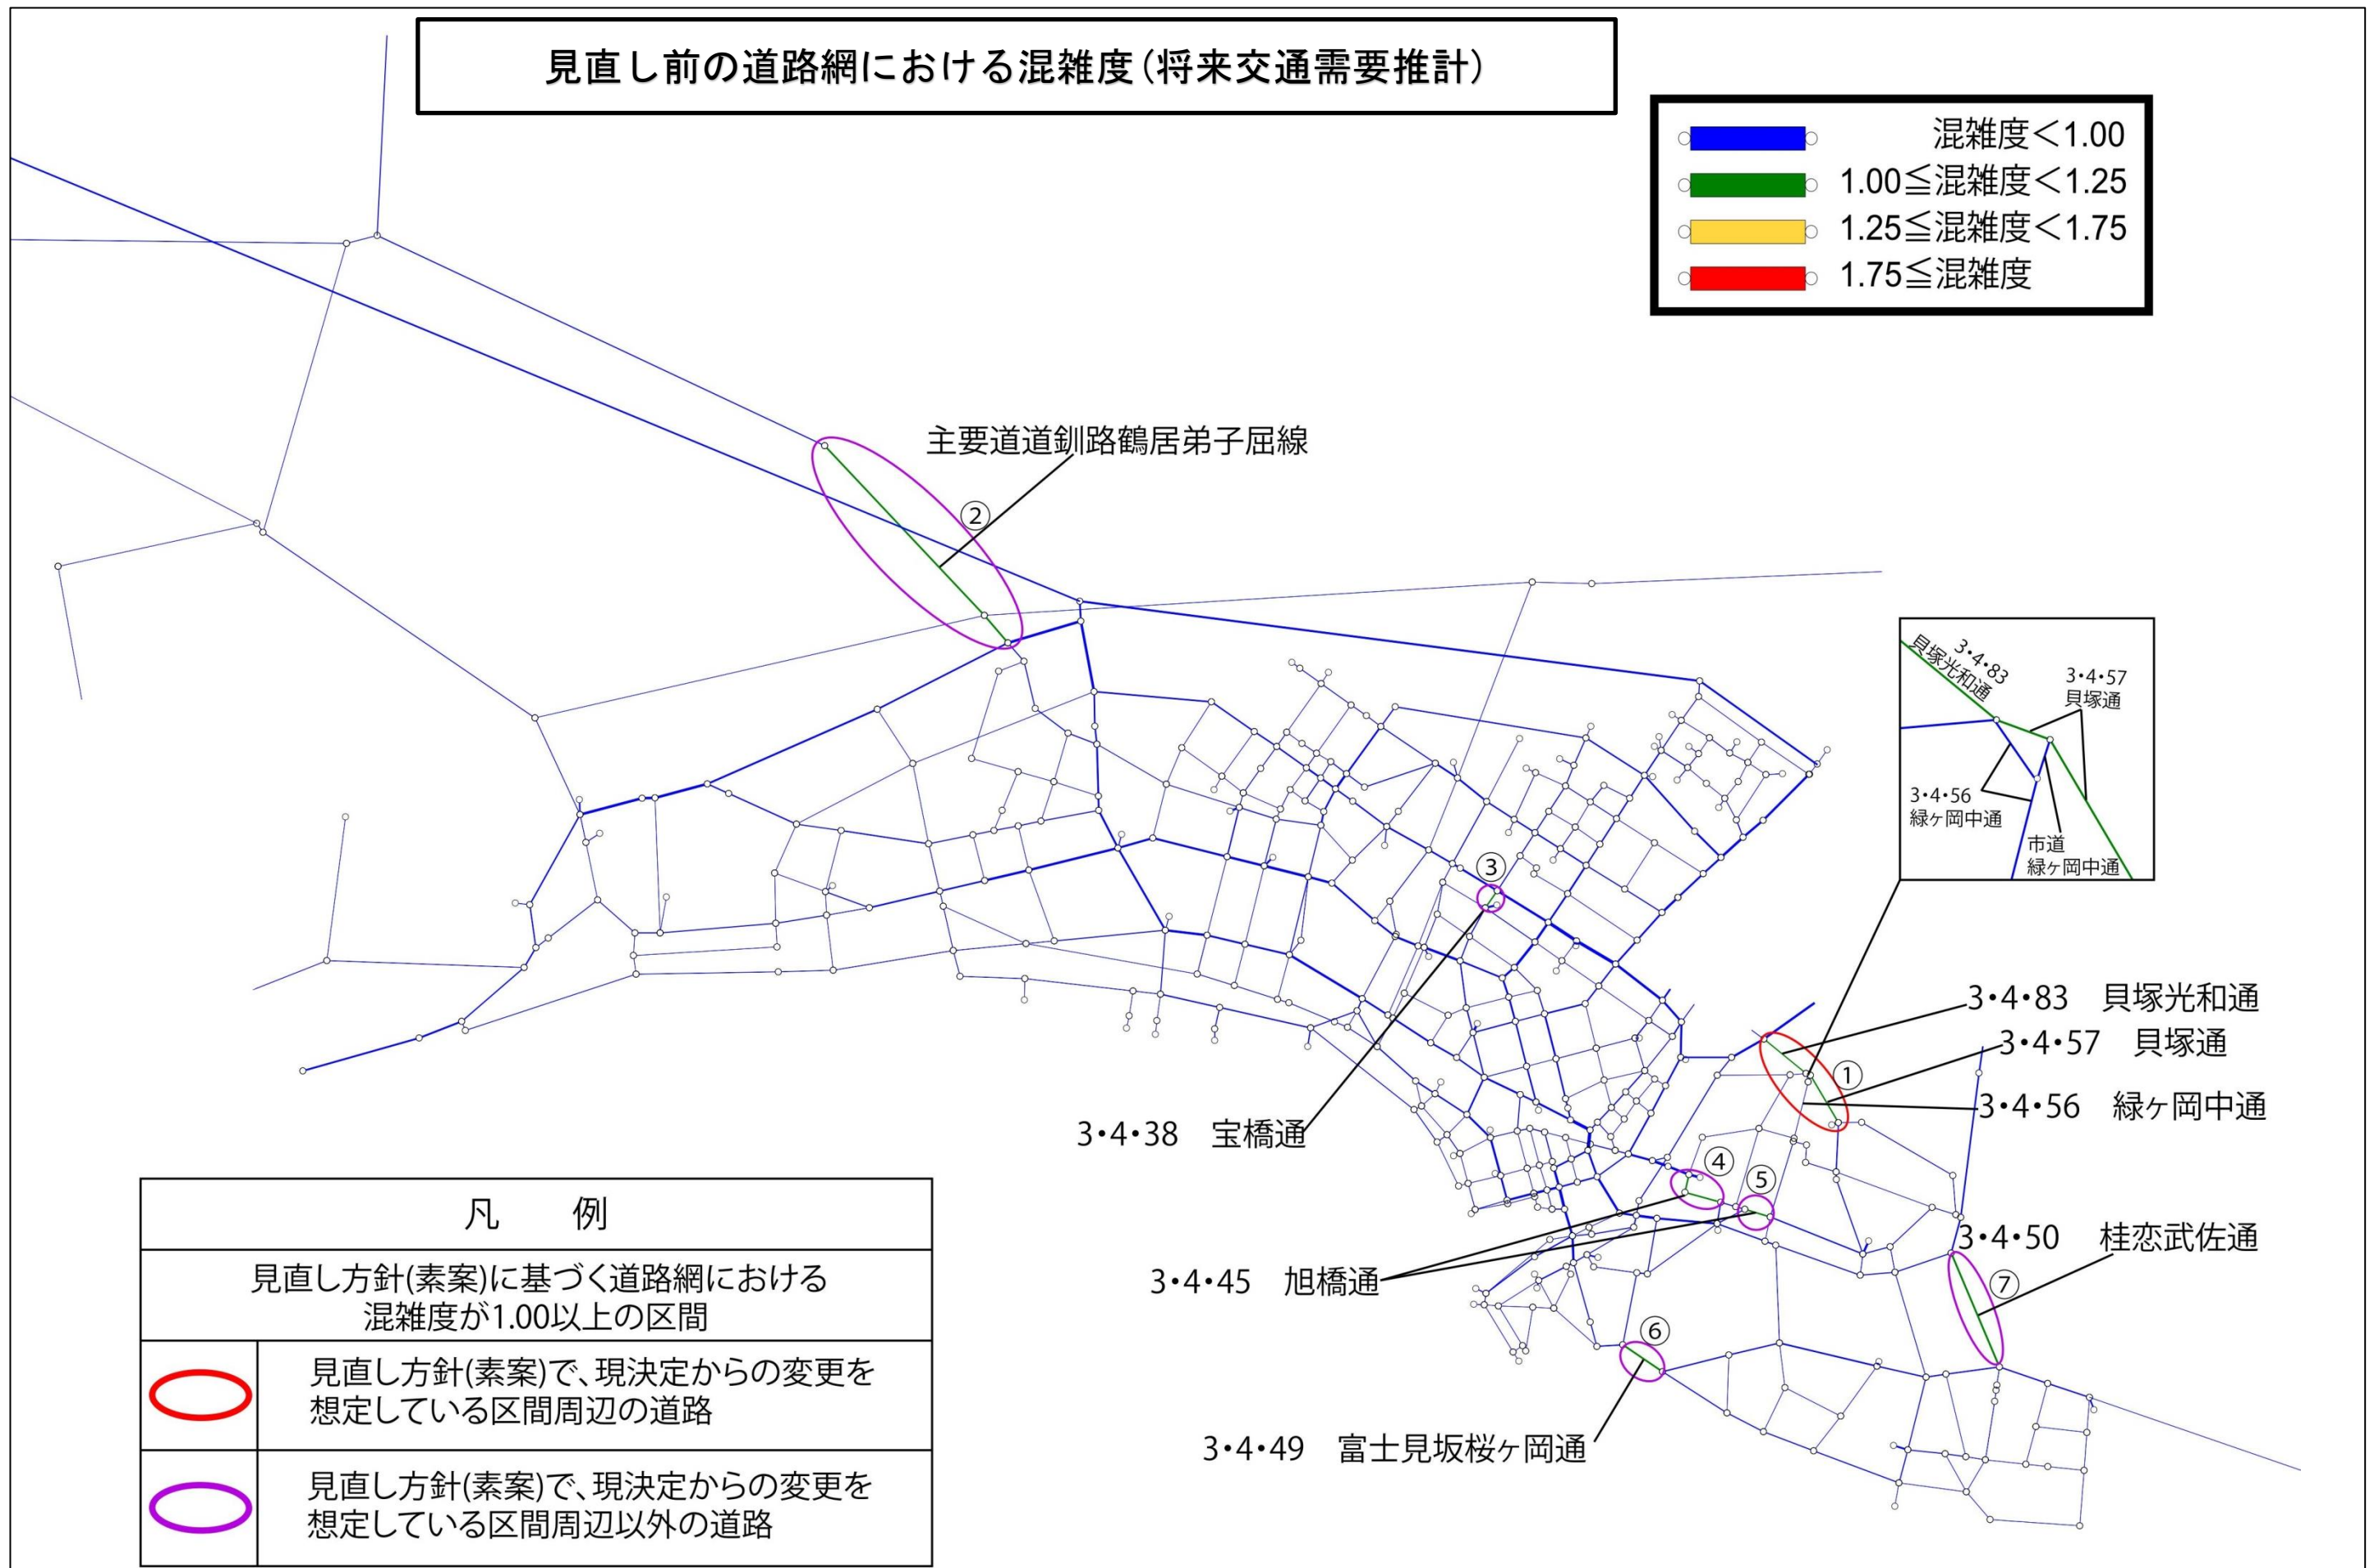 見直し前の道路網における混雑度（将来交通需要推計）
混雑度＜1.00
1.00≦混雑度＜1.25
1.25≦混雑度＜1.75
1.75≦混雑度
主要道道釧路鶴居弟子屈線
②
3・4・83
貝塚光和通
3・4・57
貝塚通
3・4・56
緑ヶ岡中通
市道
緑ヶ岡中通
③
3・4・83　貝塚光和通
3・4・57　貝塚通
①
3・4・56　緑ヶ岡中通
3・4・38　宝橋通
④
⑤
3・4・45　旭橋通
3・4・50　桂恋武佐通
⑦
⑥
3・4・49　富士見坂桜ヶ岡通
凡　例
見直し方針(素案)に基づく道路網における
混雑度が1.00以上の区間
見直し方針(素案)で、現決定からの変更を
想定している区間周辺の道路
見直し方針(素案)で、現決定からの変更を
想定している区間周辺以外の道路